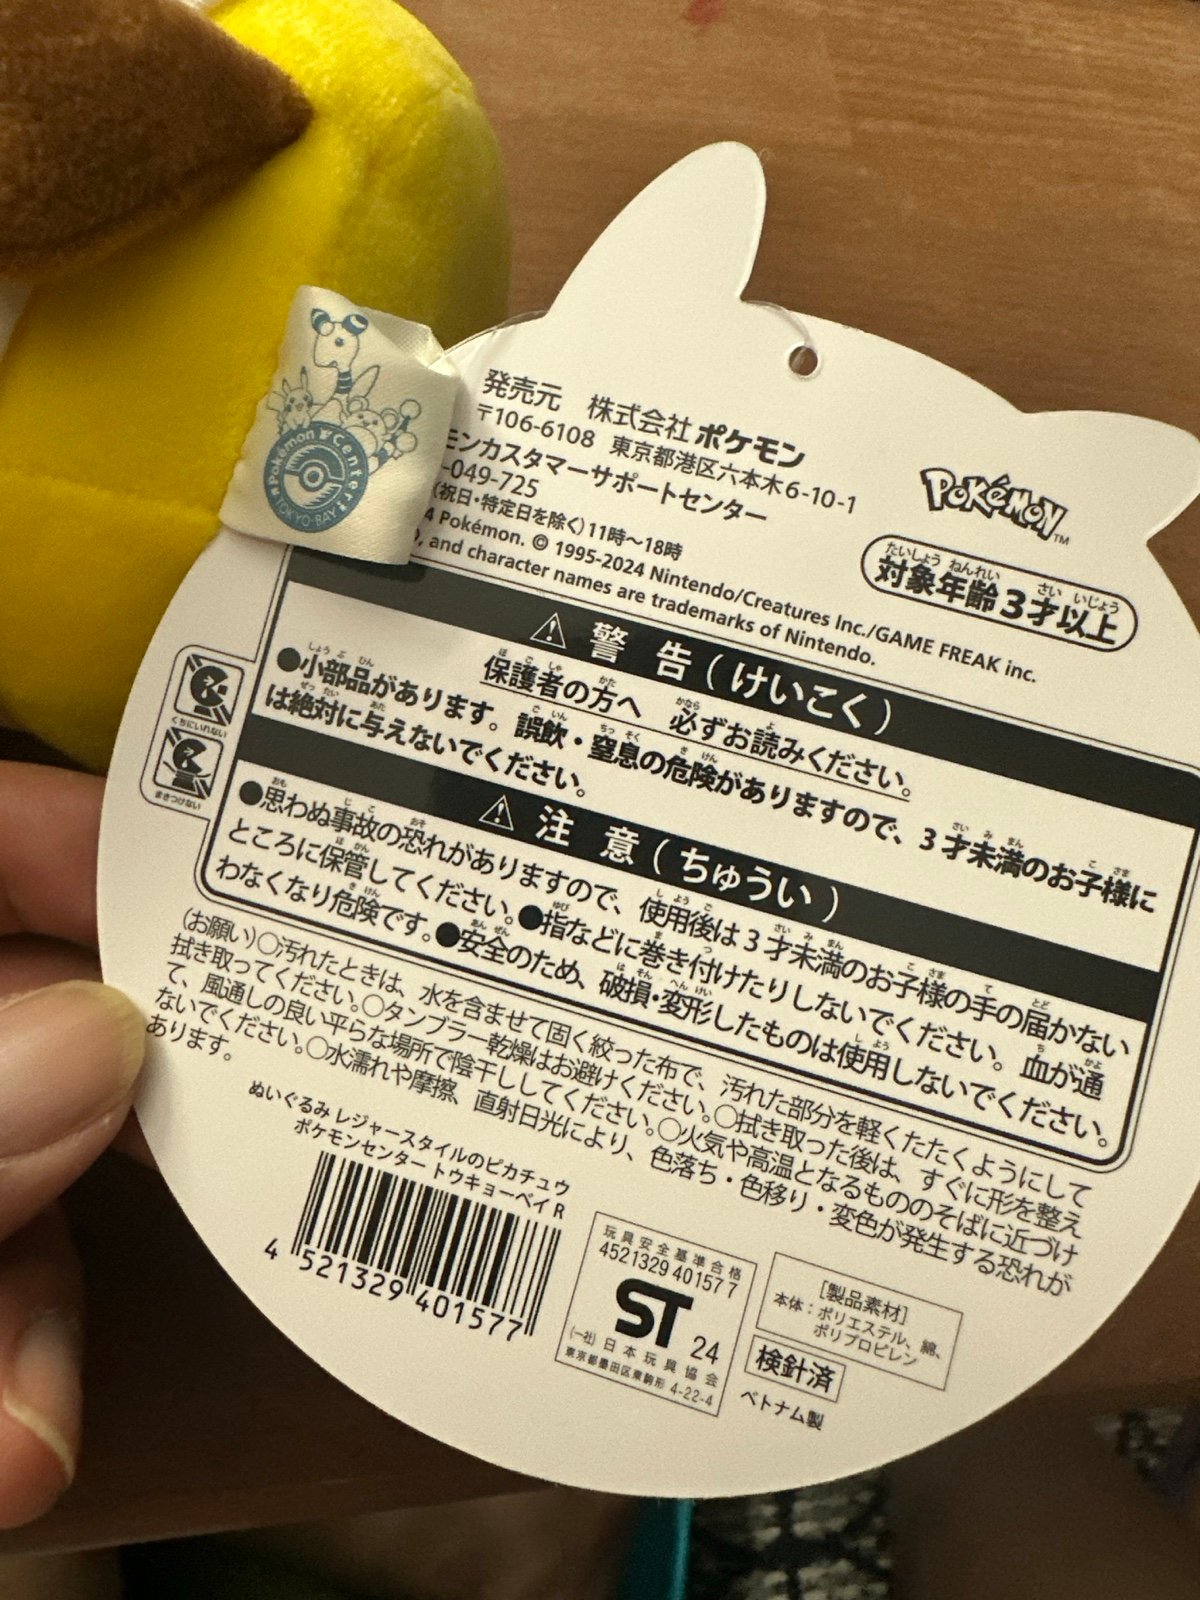 Pokémon Center
TOKYO-BAY
発売元 株式会社ポケモン
〒106-6108 東京都港区六本木6-10-1
モンカスタマーサポートセンター
-049-725
(祝日・特定日を除く)11時〜18時
4 Pokémon. © 1995-2024 Nintendo/Creatures Inc./GAME FREAK inc.
, and character names are trademarks of Nintendo.
POKéMON™
対象年齢3才以上
⚠ 警告(けいこく)
保護者の方へ 必ずお読みください。
●小部品があります。誤飲・窒息の危険がありますので、3才未満のお子様に
は絶対に与えないでください。
⚠ 注意(ちゅうい)
●思わぬ事故の恐れがありますので、使用後は3才未満のお子様の手の届かない
ところに保管してください。●指などに巻き付けたりしないでください。血が通
わなくなり危険です。●安全のため、破損・変形したものは使用しないでください。
くちにいれない
まきつけない
(お願い)○汚れたときは、水を含ませて固く絞った布で、汚れた部分を軽くたたくようにして
拭き取ってください。○タンブラー乾燥はお避けください。○拭き取った後は、すぐに形を整え
て、風通しの良い平らな場所で陰干ししてください。○火気や高温となるもののそばに近づけ
ないでください。○水濡れや摩擦、直射日光により、色落ち・色移り・変色が発生する恐れが
あります。
ぬいぐるみ レジャースタイルのピカチュウ
ポケモンセンター トウキョーベイ R
4 521329 401577
玩具安全基準合格
4521329 40157 7
ST
24
(一社)日本玩具協会
東京都墨田区東駒形 4-22-4
[製品素材]
本体：ポリエステル、綿、
ポリプロピレン
検針済
ベトナム製